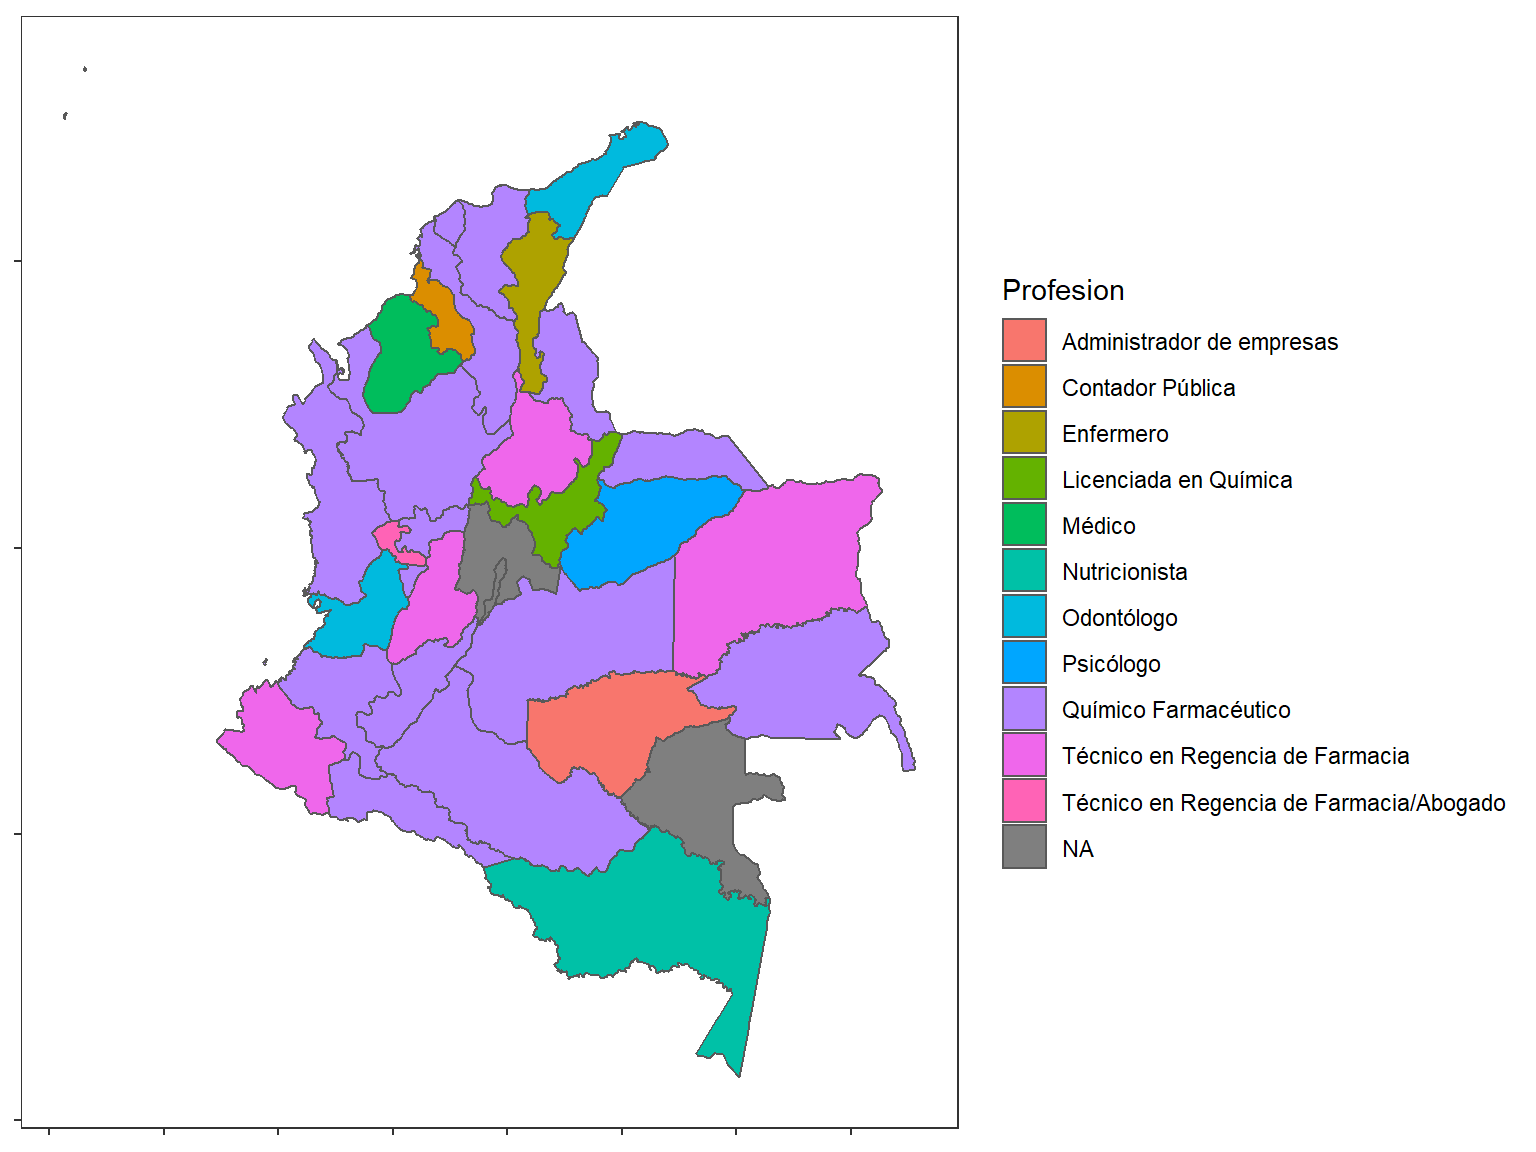 Profesion
Administrador de empresas
Contador Pública
Enfermero
Licenciada en Química
Médico
Nutricionista
Odontólogo
Psicólogo
Químico Farmacéutico
Técnico en Regencia de Farmacia
Técnico en Regencia de Farmacia/Abogado
NA